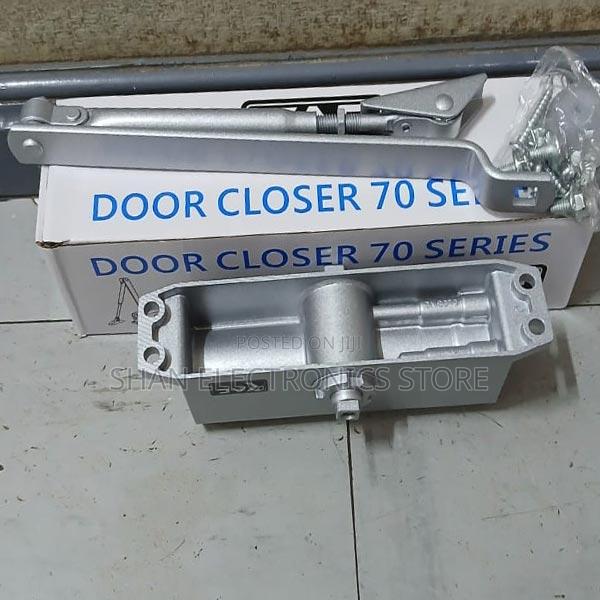 DOOR CLOSER 70 SE
DOOR CLOSER 70 SERIES
POSTED ON JIJI
SHAN ELECTRONICS STORE